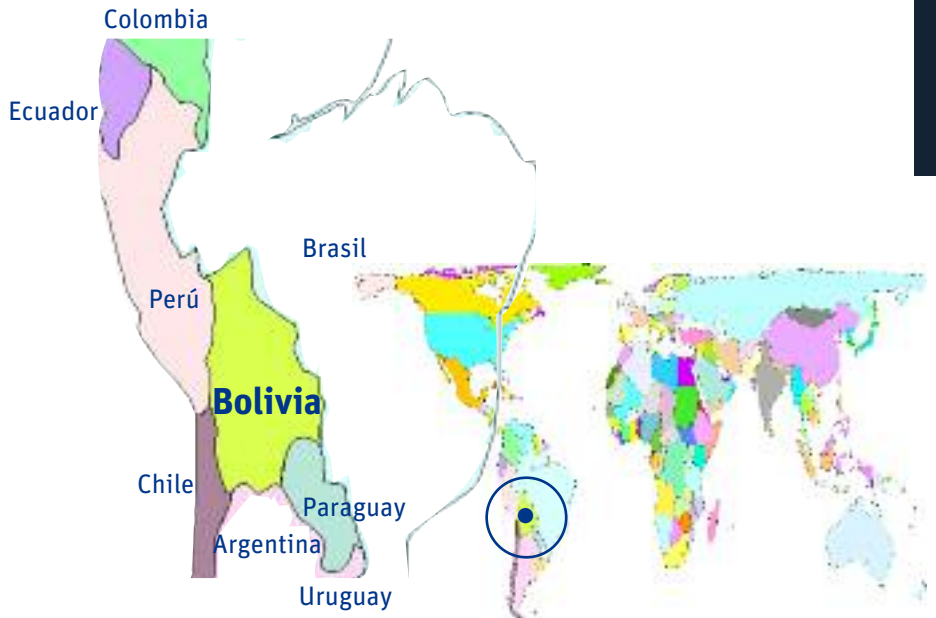 Colombia
Ecuador
Brasil
Perú
Bolivia
Chile
Paraguay
Argentina
Uruguay